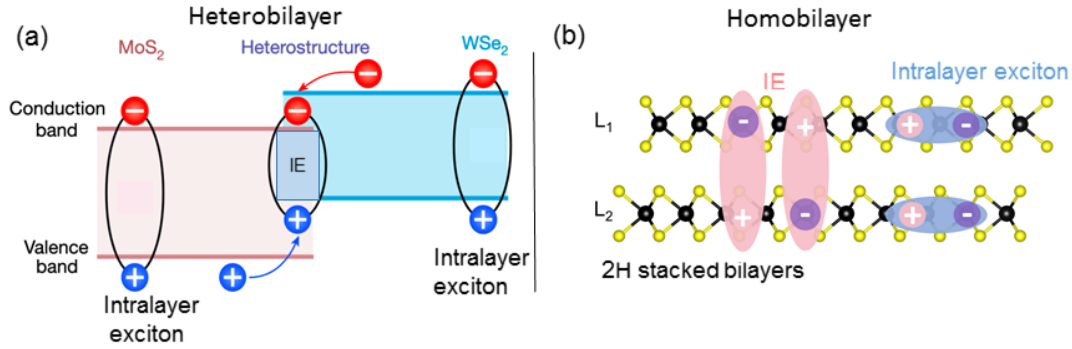 Heterobilayer
Homobilayer
(a)
MoS₂
Heterostructure
WSe₂
(b)
Conduction
band
IE
Valence
band
Intralayer
exciton
Intralayer
exciton
IE
Intralayer exciton
L₁
L₂
2H stacked bilayers